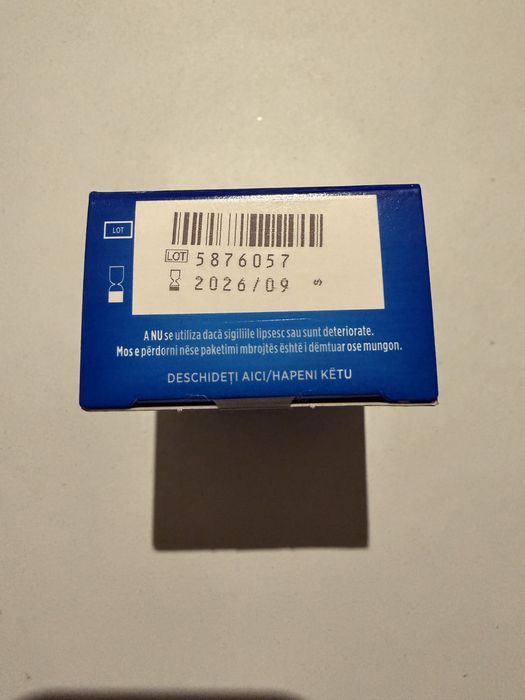 LOT
LOT 5876057
2026/09 S
A NU se utiliza dacă sigiliile lipsesc sau sunt deteriorate.
Mos e përdorni nëse paketimi mbrojtës është i dëmtuar ose mungon.
DESCHIDEȚI AICI/HAPENI KËTU